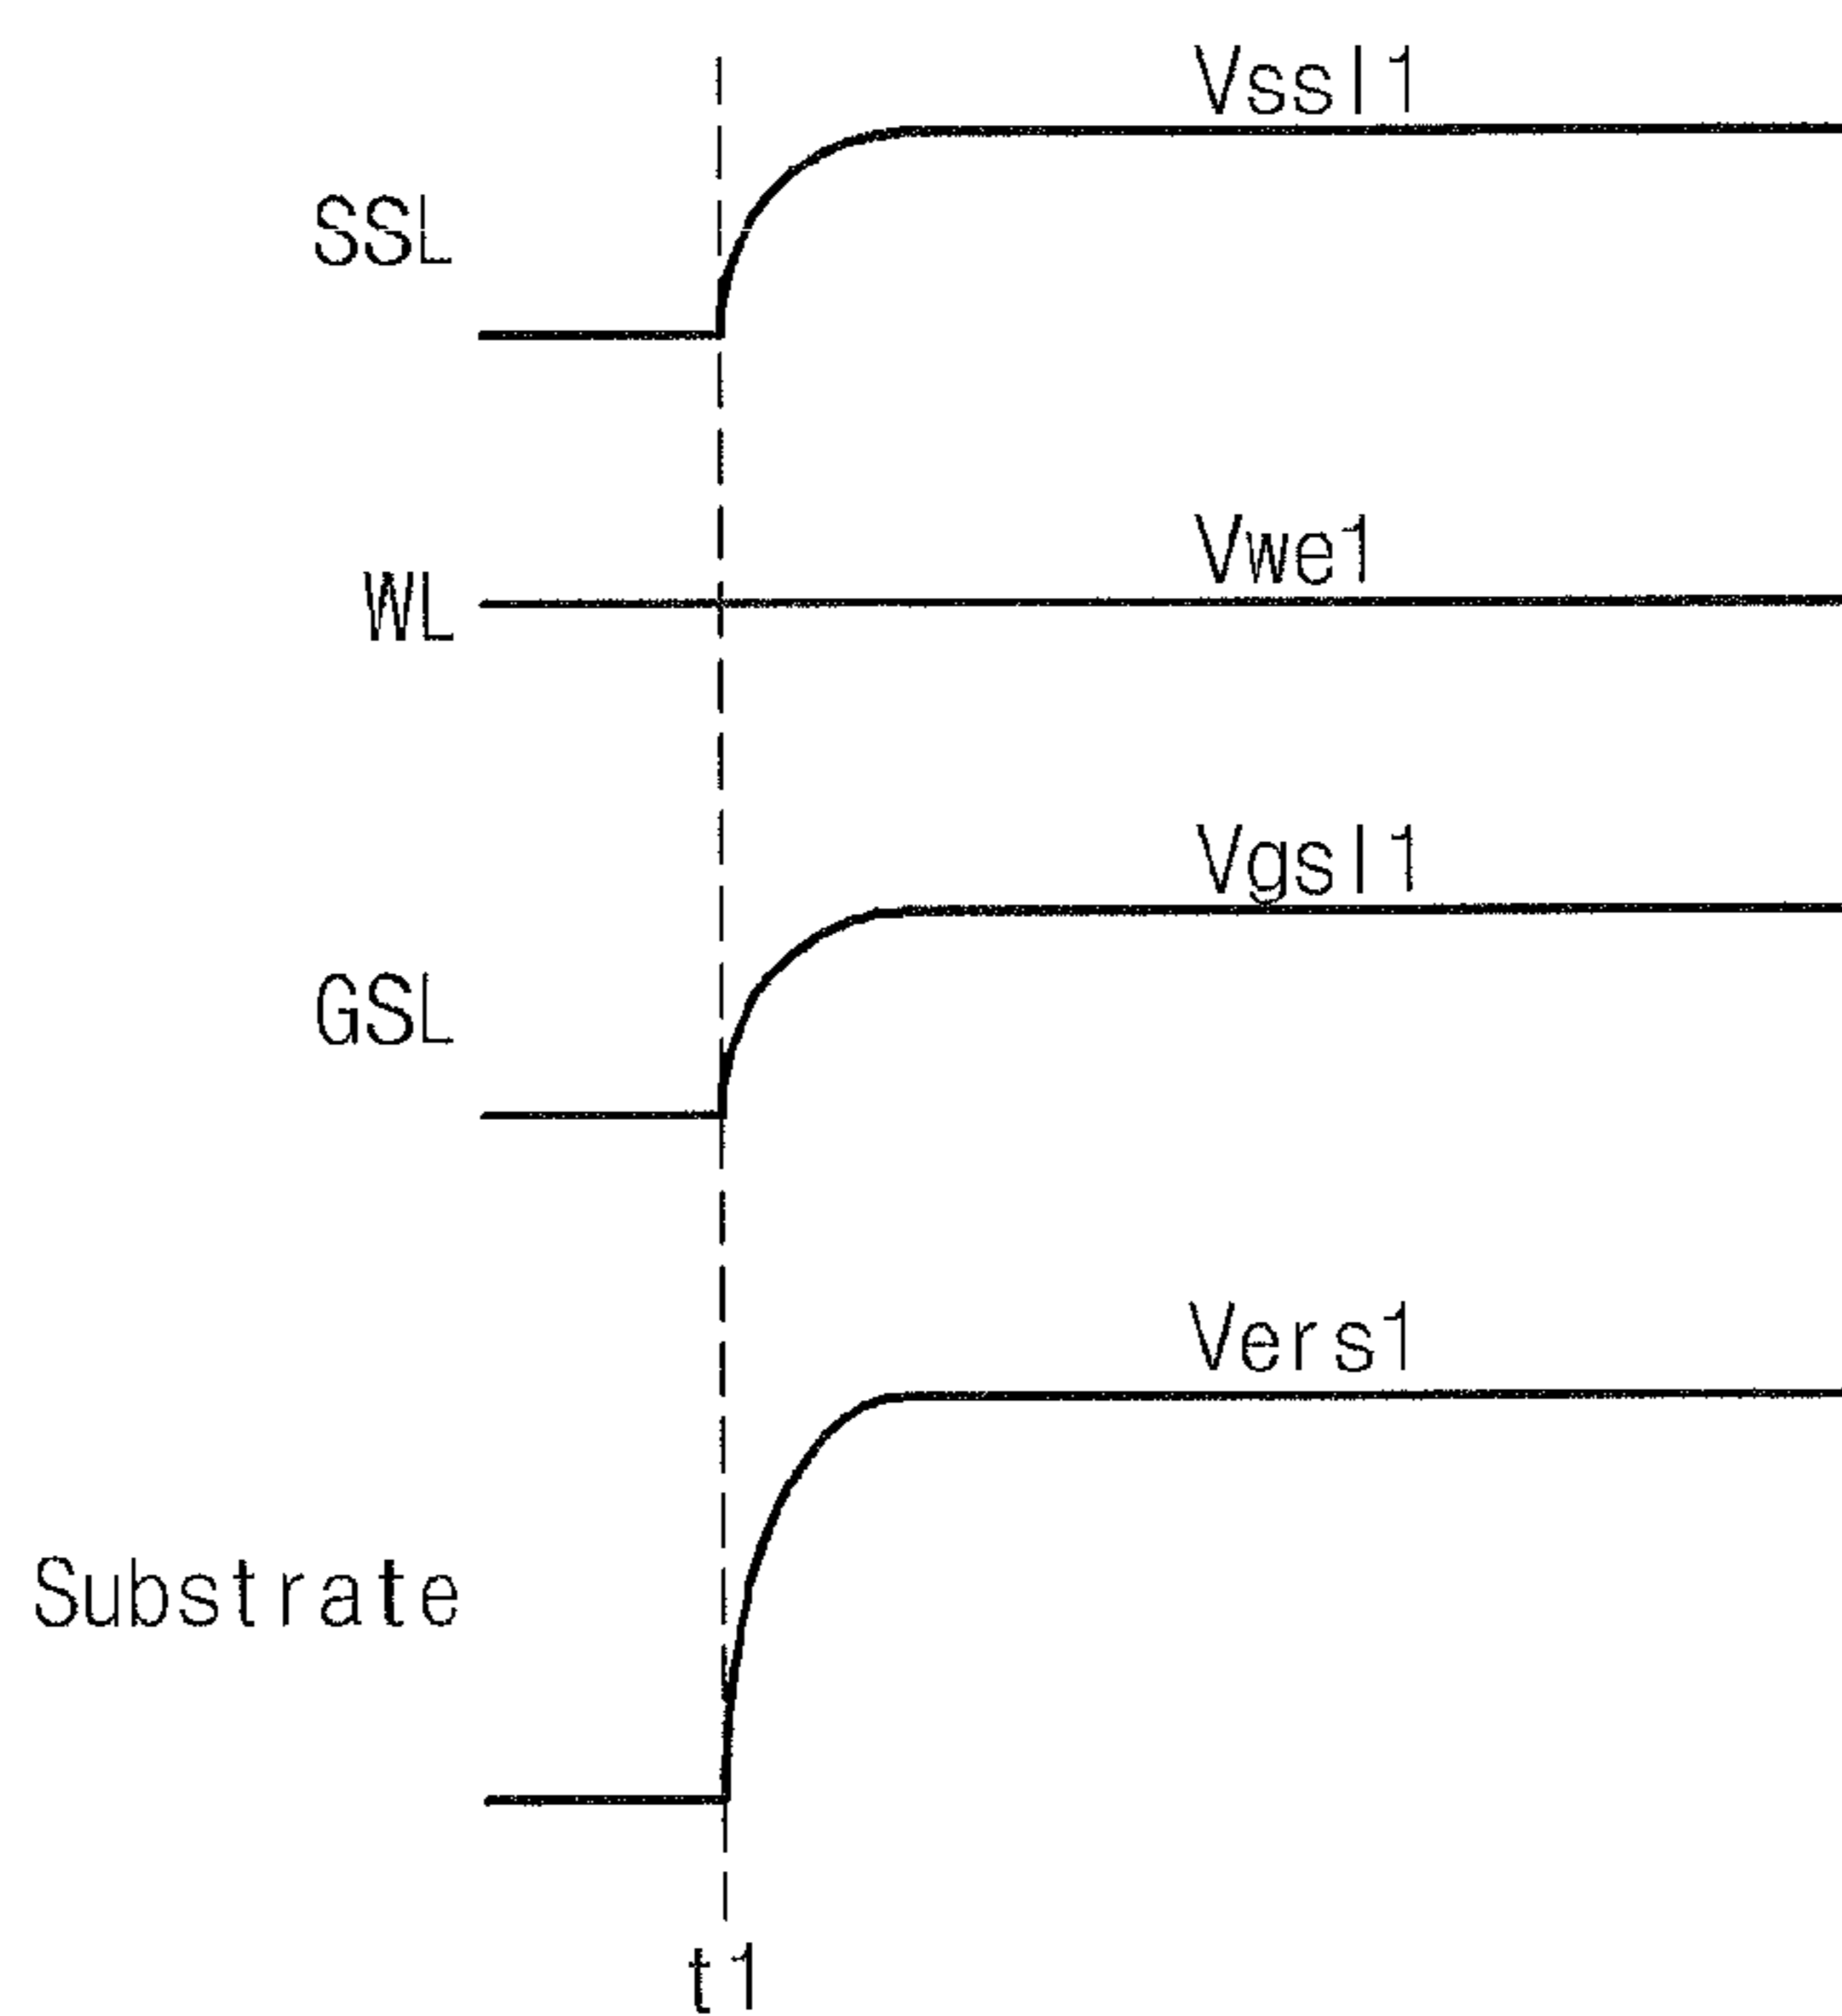 Vssl1
SSL
Vwe1
WL
Vgsl1
GSL
Vers1
Substrate
t1